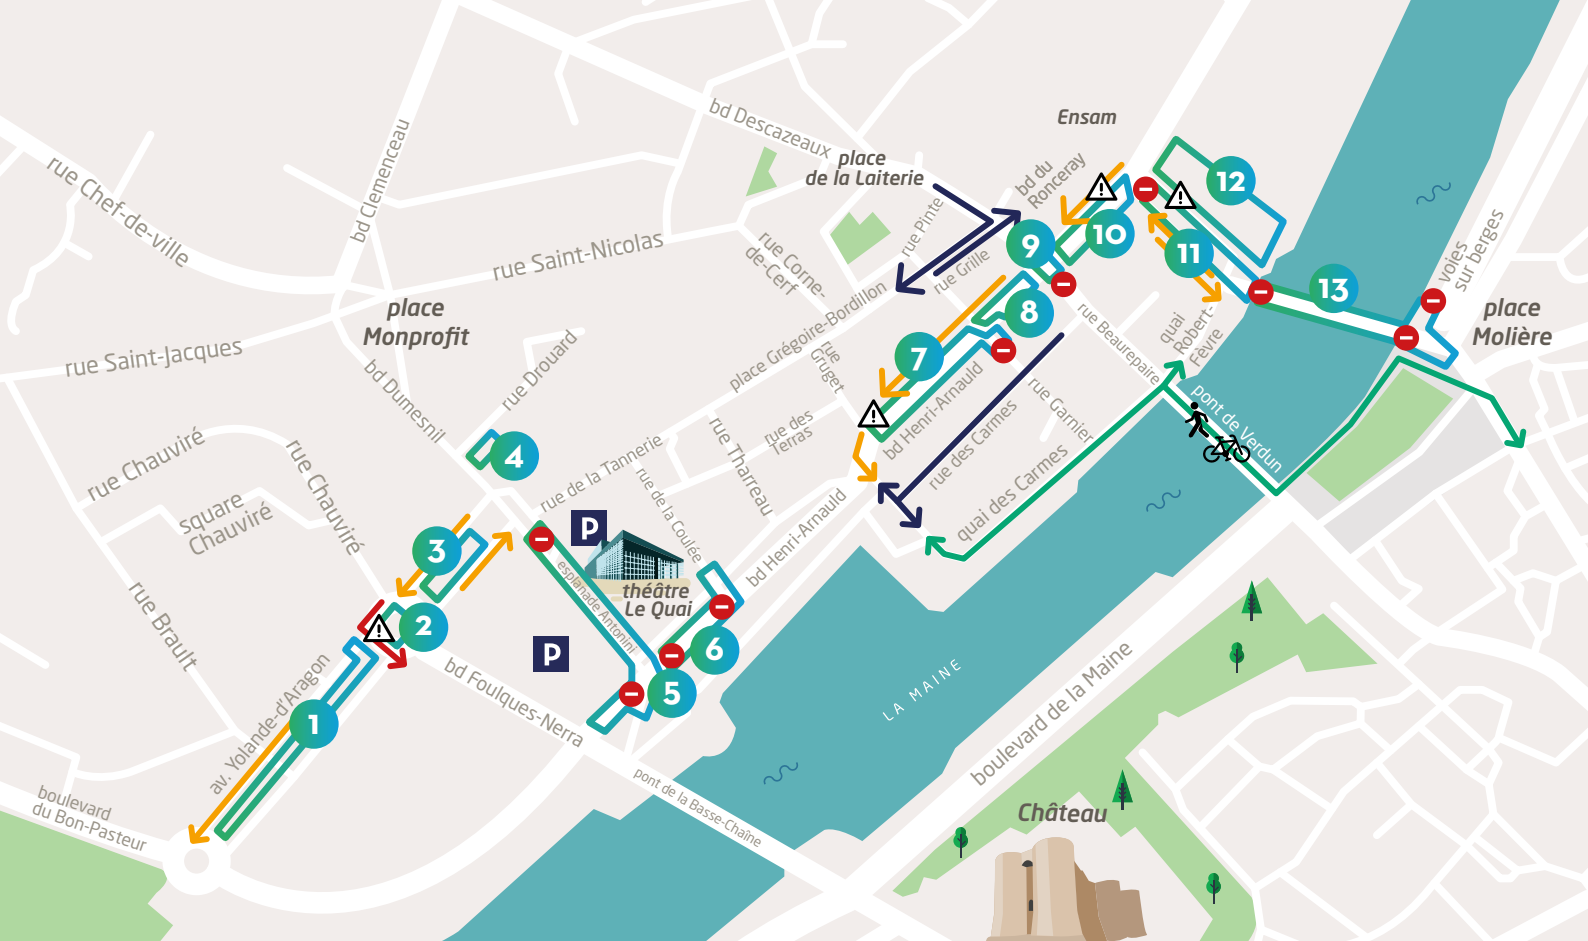 Ensam
bd Descazeaux
place
de la Laiterie
bd du
Ronceray
12
rue Chef-de-ville
bd Clemenceau
rue Saint-Nicolas
rue Pinte
rue Corne-
de-Cerf
rue Grille
9
10
11
voies
sur berges
13
place
Molière
place
Monprofit
rue Saint-Jacques
place Grégoire-Bordillon
8
rue Beaurepaire
quai
Robert-
Fèvre
7
rue
Gruget
bd Dumesnil
rue Drouard
bd Henri-Arnauld
rue Garnier
pont de Verdun
rue des Carmes
rue Chauviré
rue Chauviré
square
Chauviré
4
rue de la Tannerie
rue Tharreau
rue des
Terras
rue de la Coulée
quai des Carmes
bd Henri-Arnauld
3
P
esplanade Antonini
théâtre
Le Quai
rue Brault
2
P
6
5
bd Foulques-Nerra
LA MAINE
boulevard de la Maine
av. Yolande-d'Aragon
1
boulevard
du Bon-Pasteur
pont de la Basse-Chaîne
Château